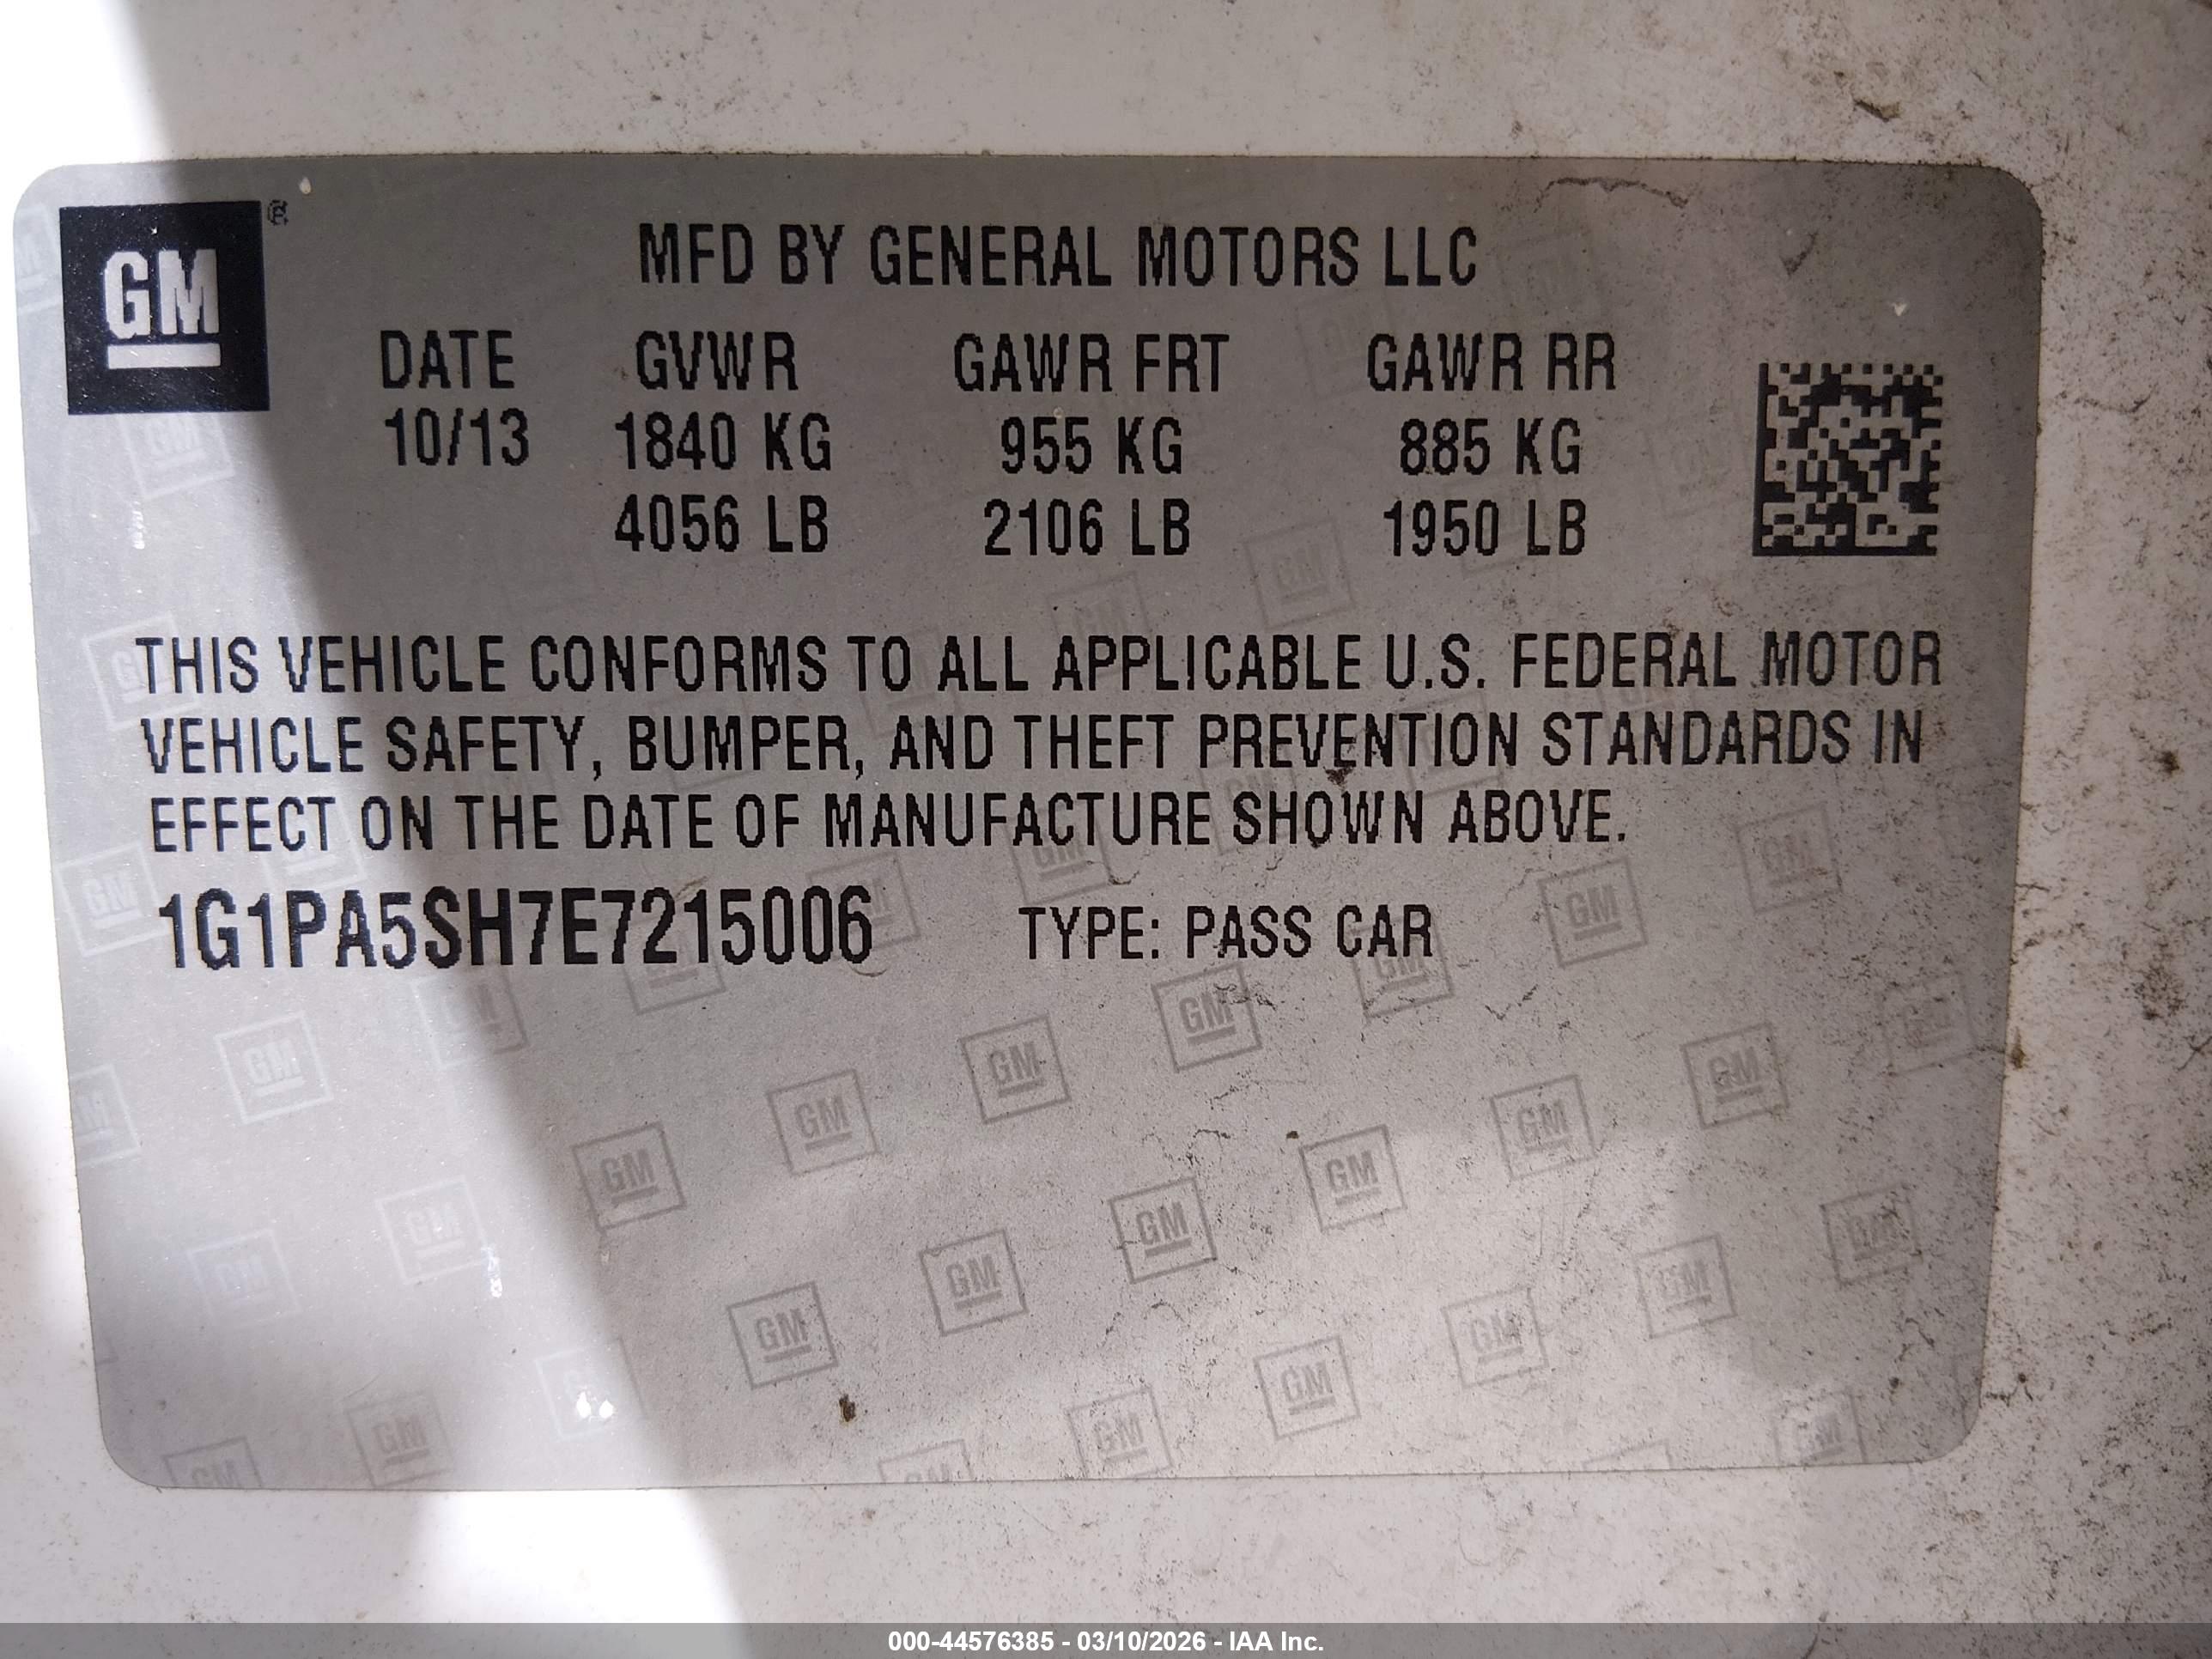 GM ®
MFD BY GENERAL MOTORS LLC
DATE GVWR GAWR FRT GAWR RR
10/13 1840 KG 955 KG 885 KG
4056 LB 2106 LB 1950 LB
THIS VEHICLE CONFORMS TO ALL APPLICABLE U.S. FEDERAL MOTOR
VEHICLE SAFETY, BUMPER, AND THEFT PREVENTION STANDARDS IN
EFFECT ON THE DATE OF MANUFACTURE SHOWN ABOVE.
1G1PA5SH7E7215006 TYPE: PASS CAR
000-44576385 - 03/10/2026 - IAA Inc.